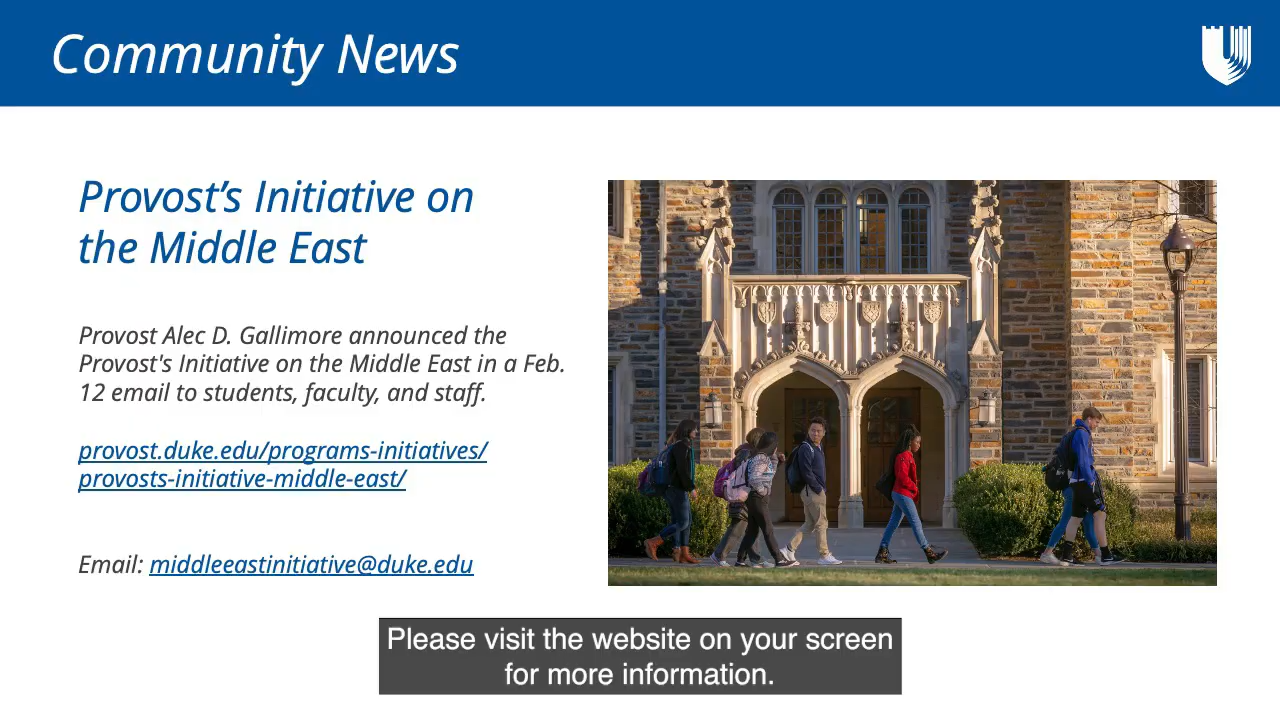 Community News
Provost’s Initiative on
the Middle East
Provost Alec D. Gallimore announced the
Provost's Initiative on the Middle East in a Feb.
12 email to students, faculty, and staff.
provost.duke.edu/programs-initiatives/
provosts-initiative-middle-east/
Email: middleeastinitiative@duke.edu
Please visit the website on your screen
for more information.